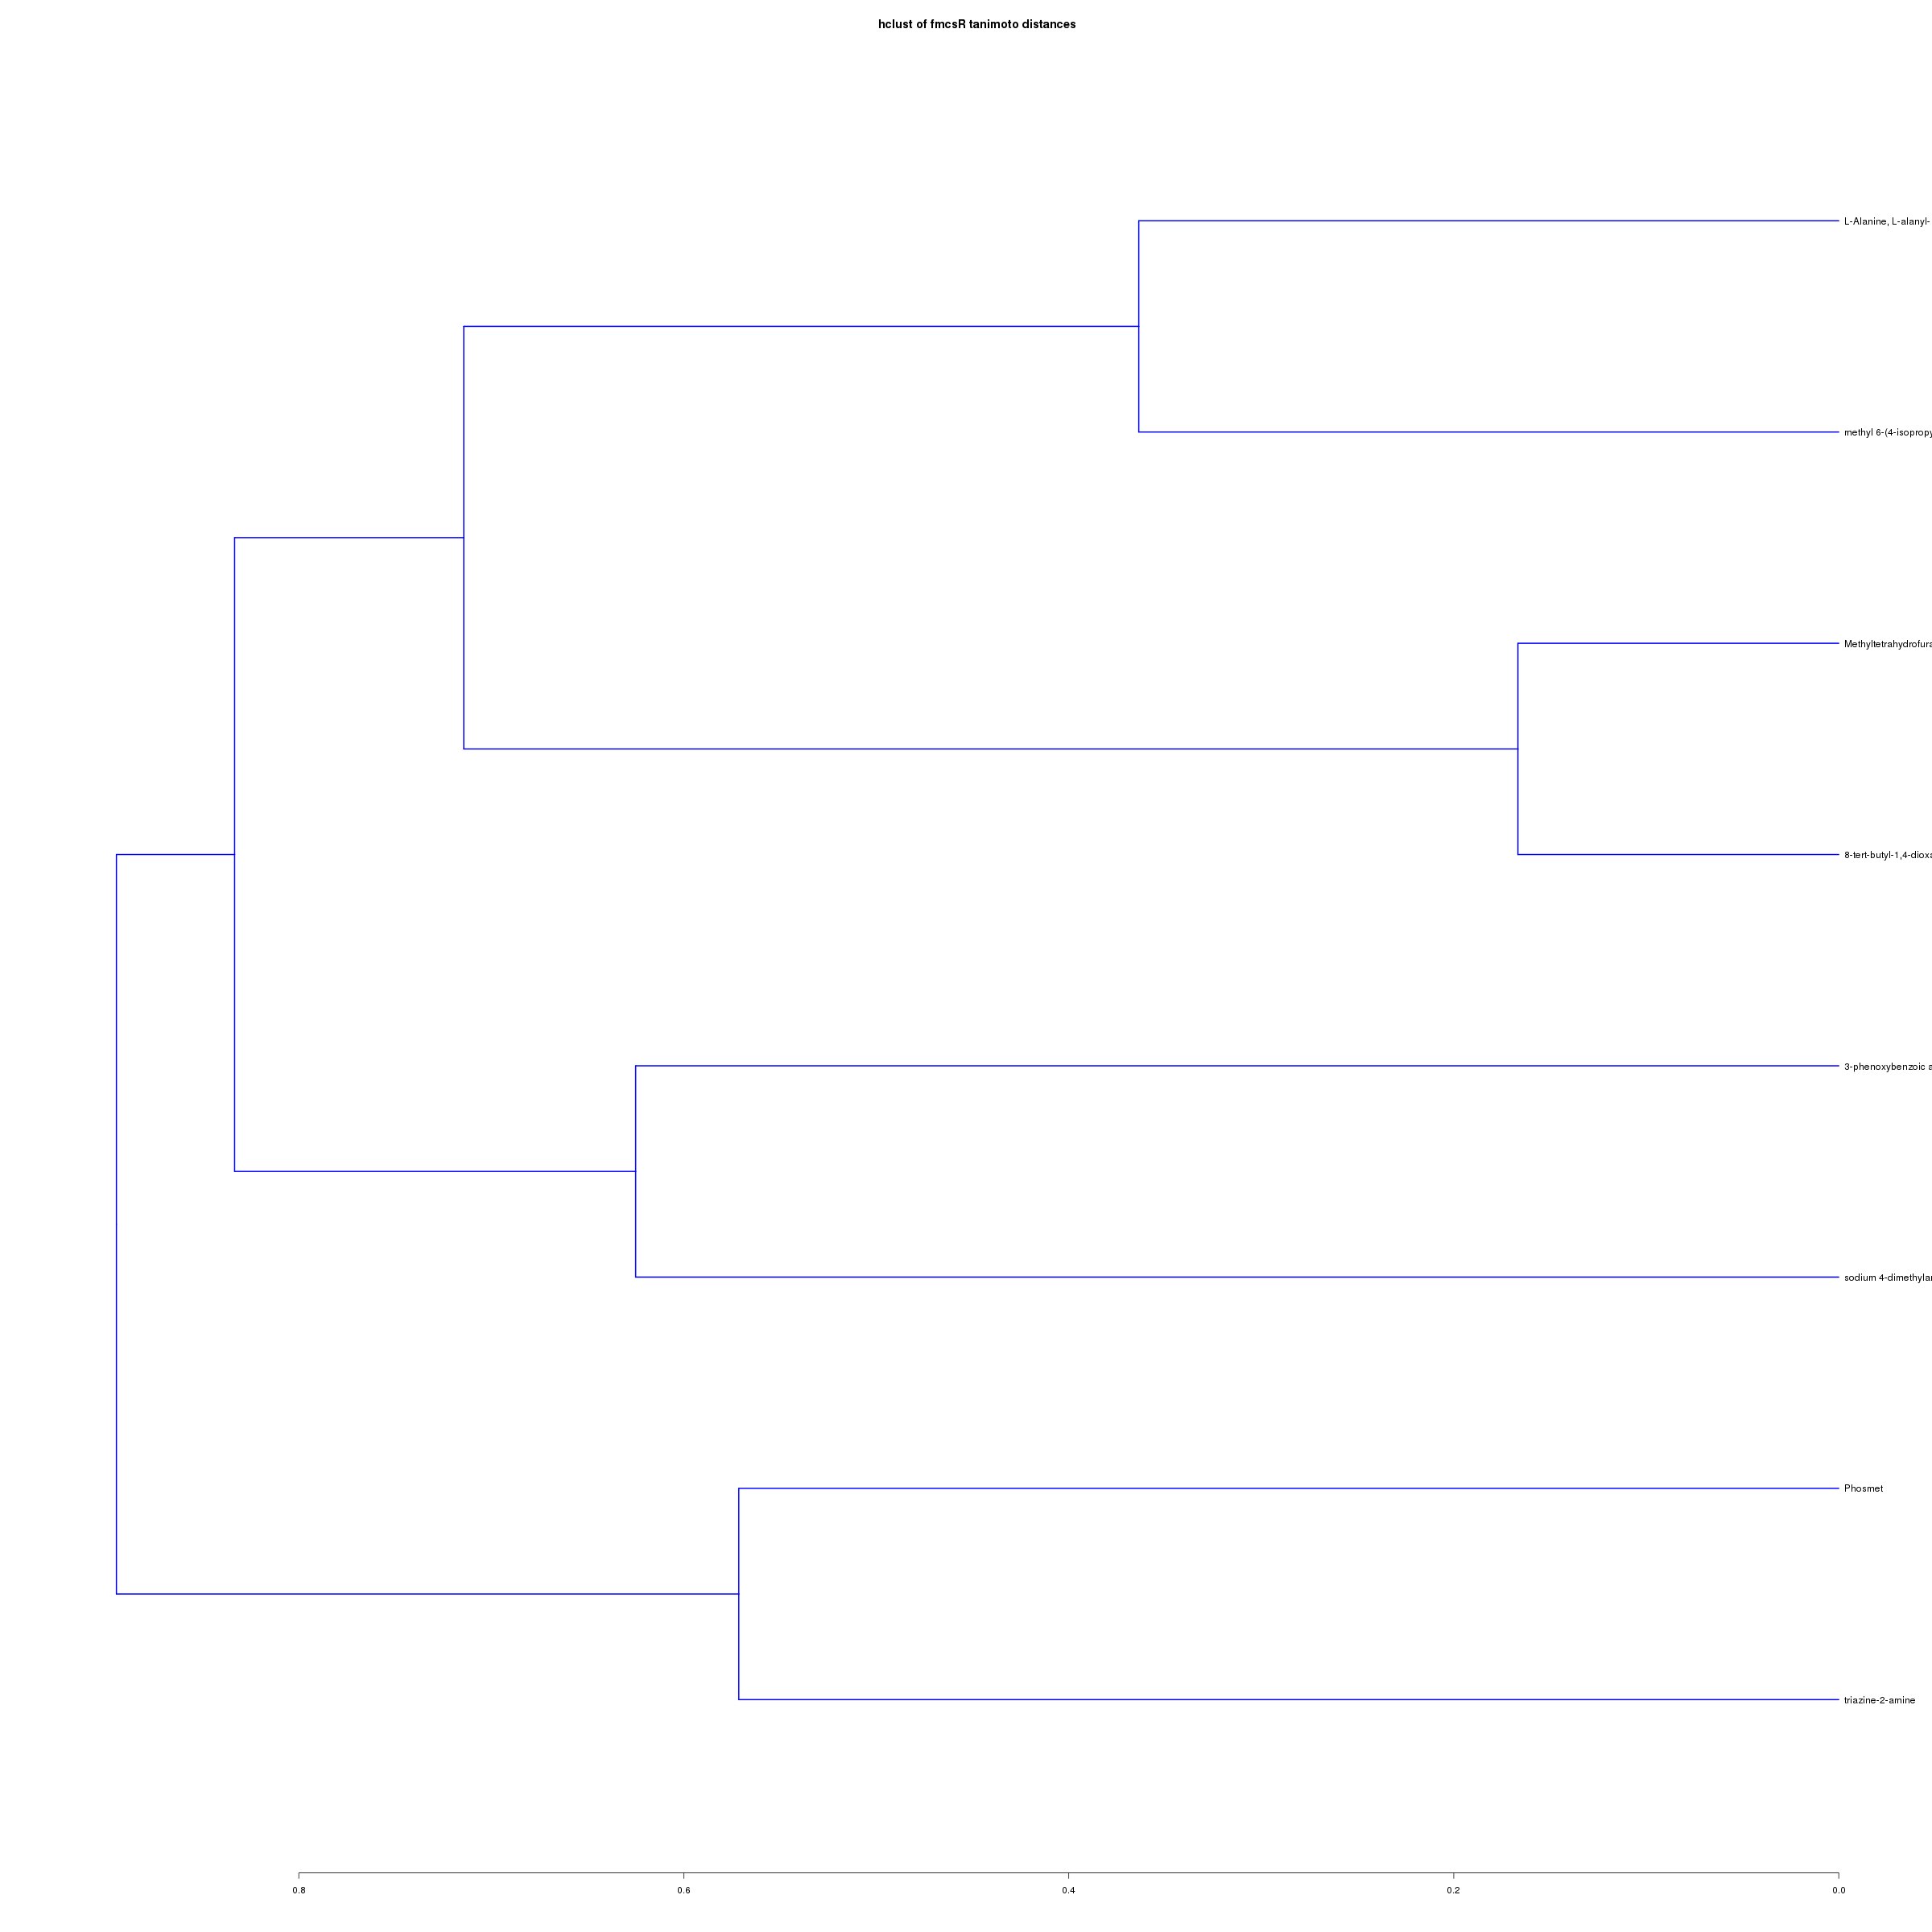 hclust of fmcsR tanimoto distances
L-Alanine, L-alanyl-
methyl 6-(4-isopropy
Methyltetrahydrofura
8-tert-butyl-1,4-dioxa
3-phenoxybenzoic a
sodium 4-dimethylar
Phosmet
triazine-2-amine
0.8 0.6 0.4 0.2 0.0